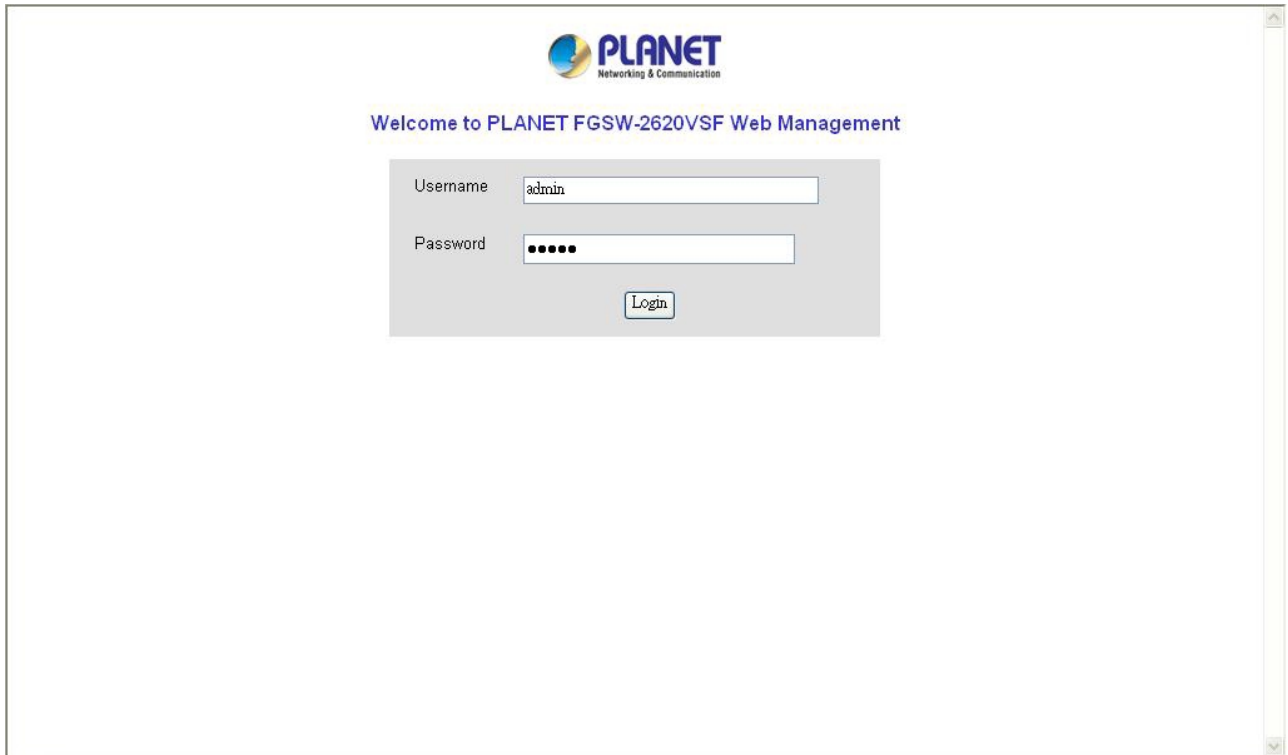 PLANET
Networking & Communication
Welcome to PLANET FGSW-2620VSF Web Management
Username admin
Password •••••
Login